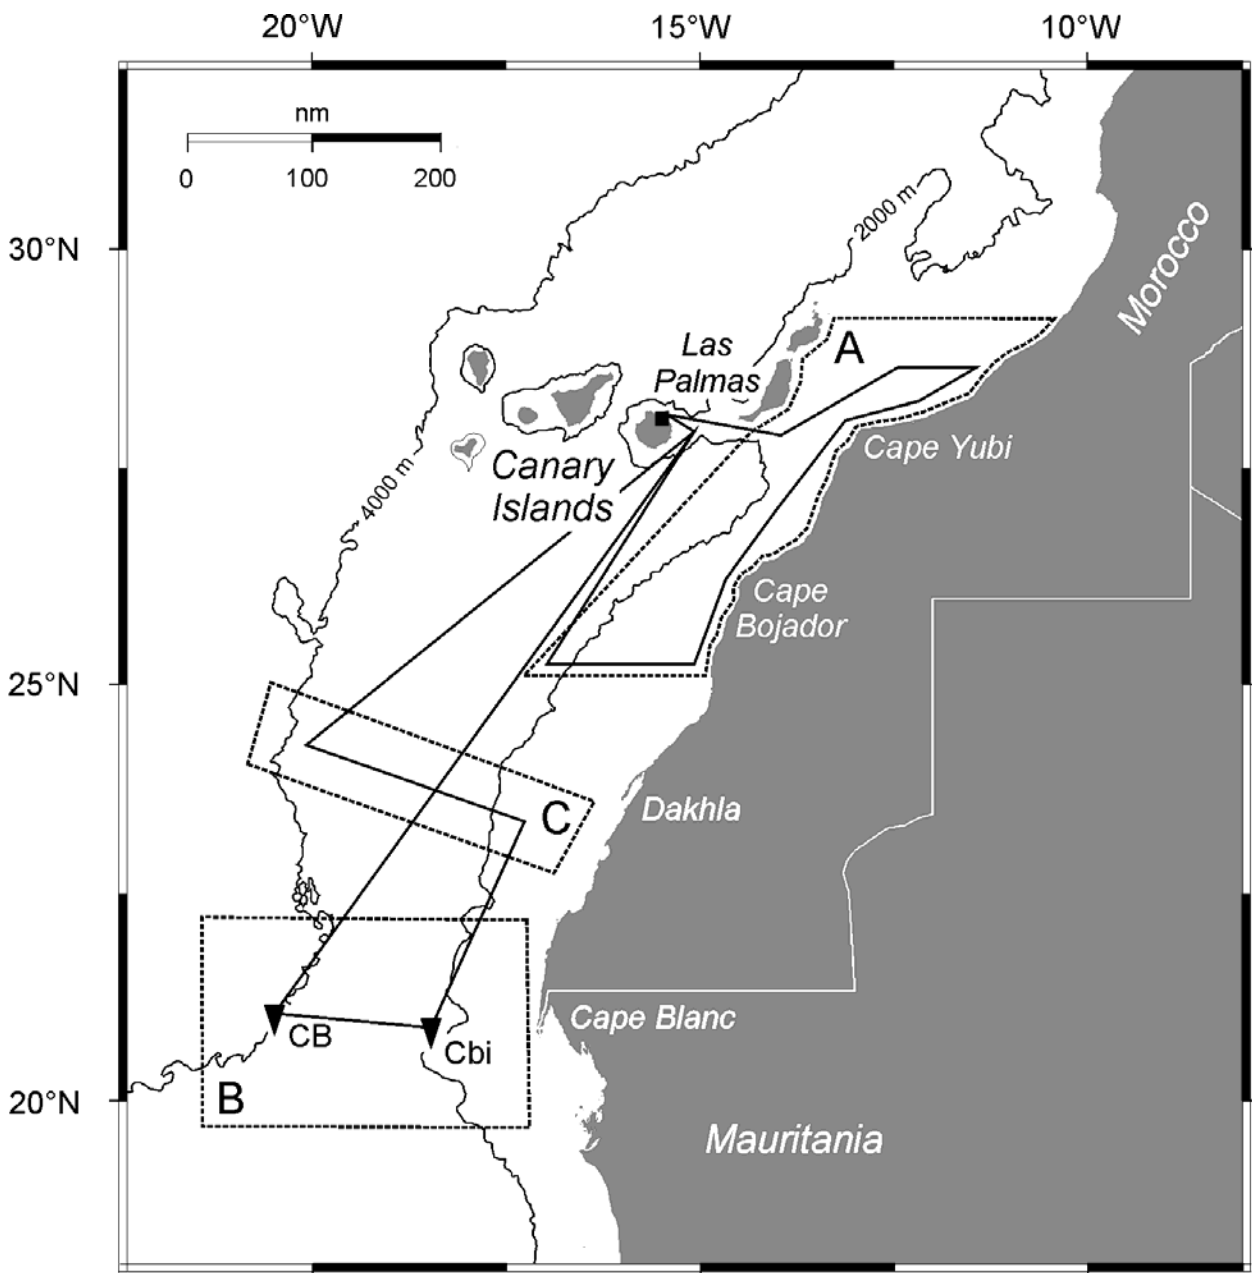 20°W 15°W 10°W
nm
0 100 200
2000 m
30°N
Morocco
Las
Palmas
A
Cape Yubi
Canary
Islands
4000 m
Cape
Bojador
25°N
C
Dakhla
CB
Cape Blanc
Cbi
B
20°N
Mauritania